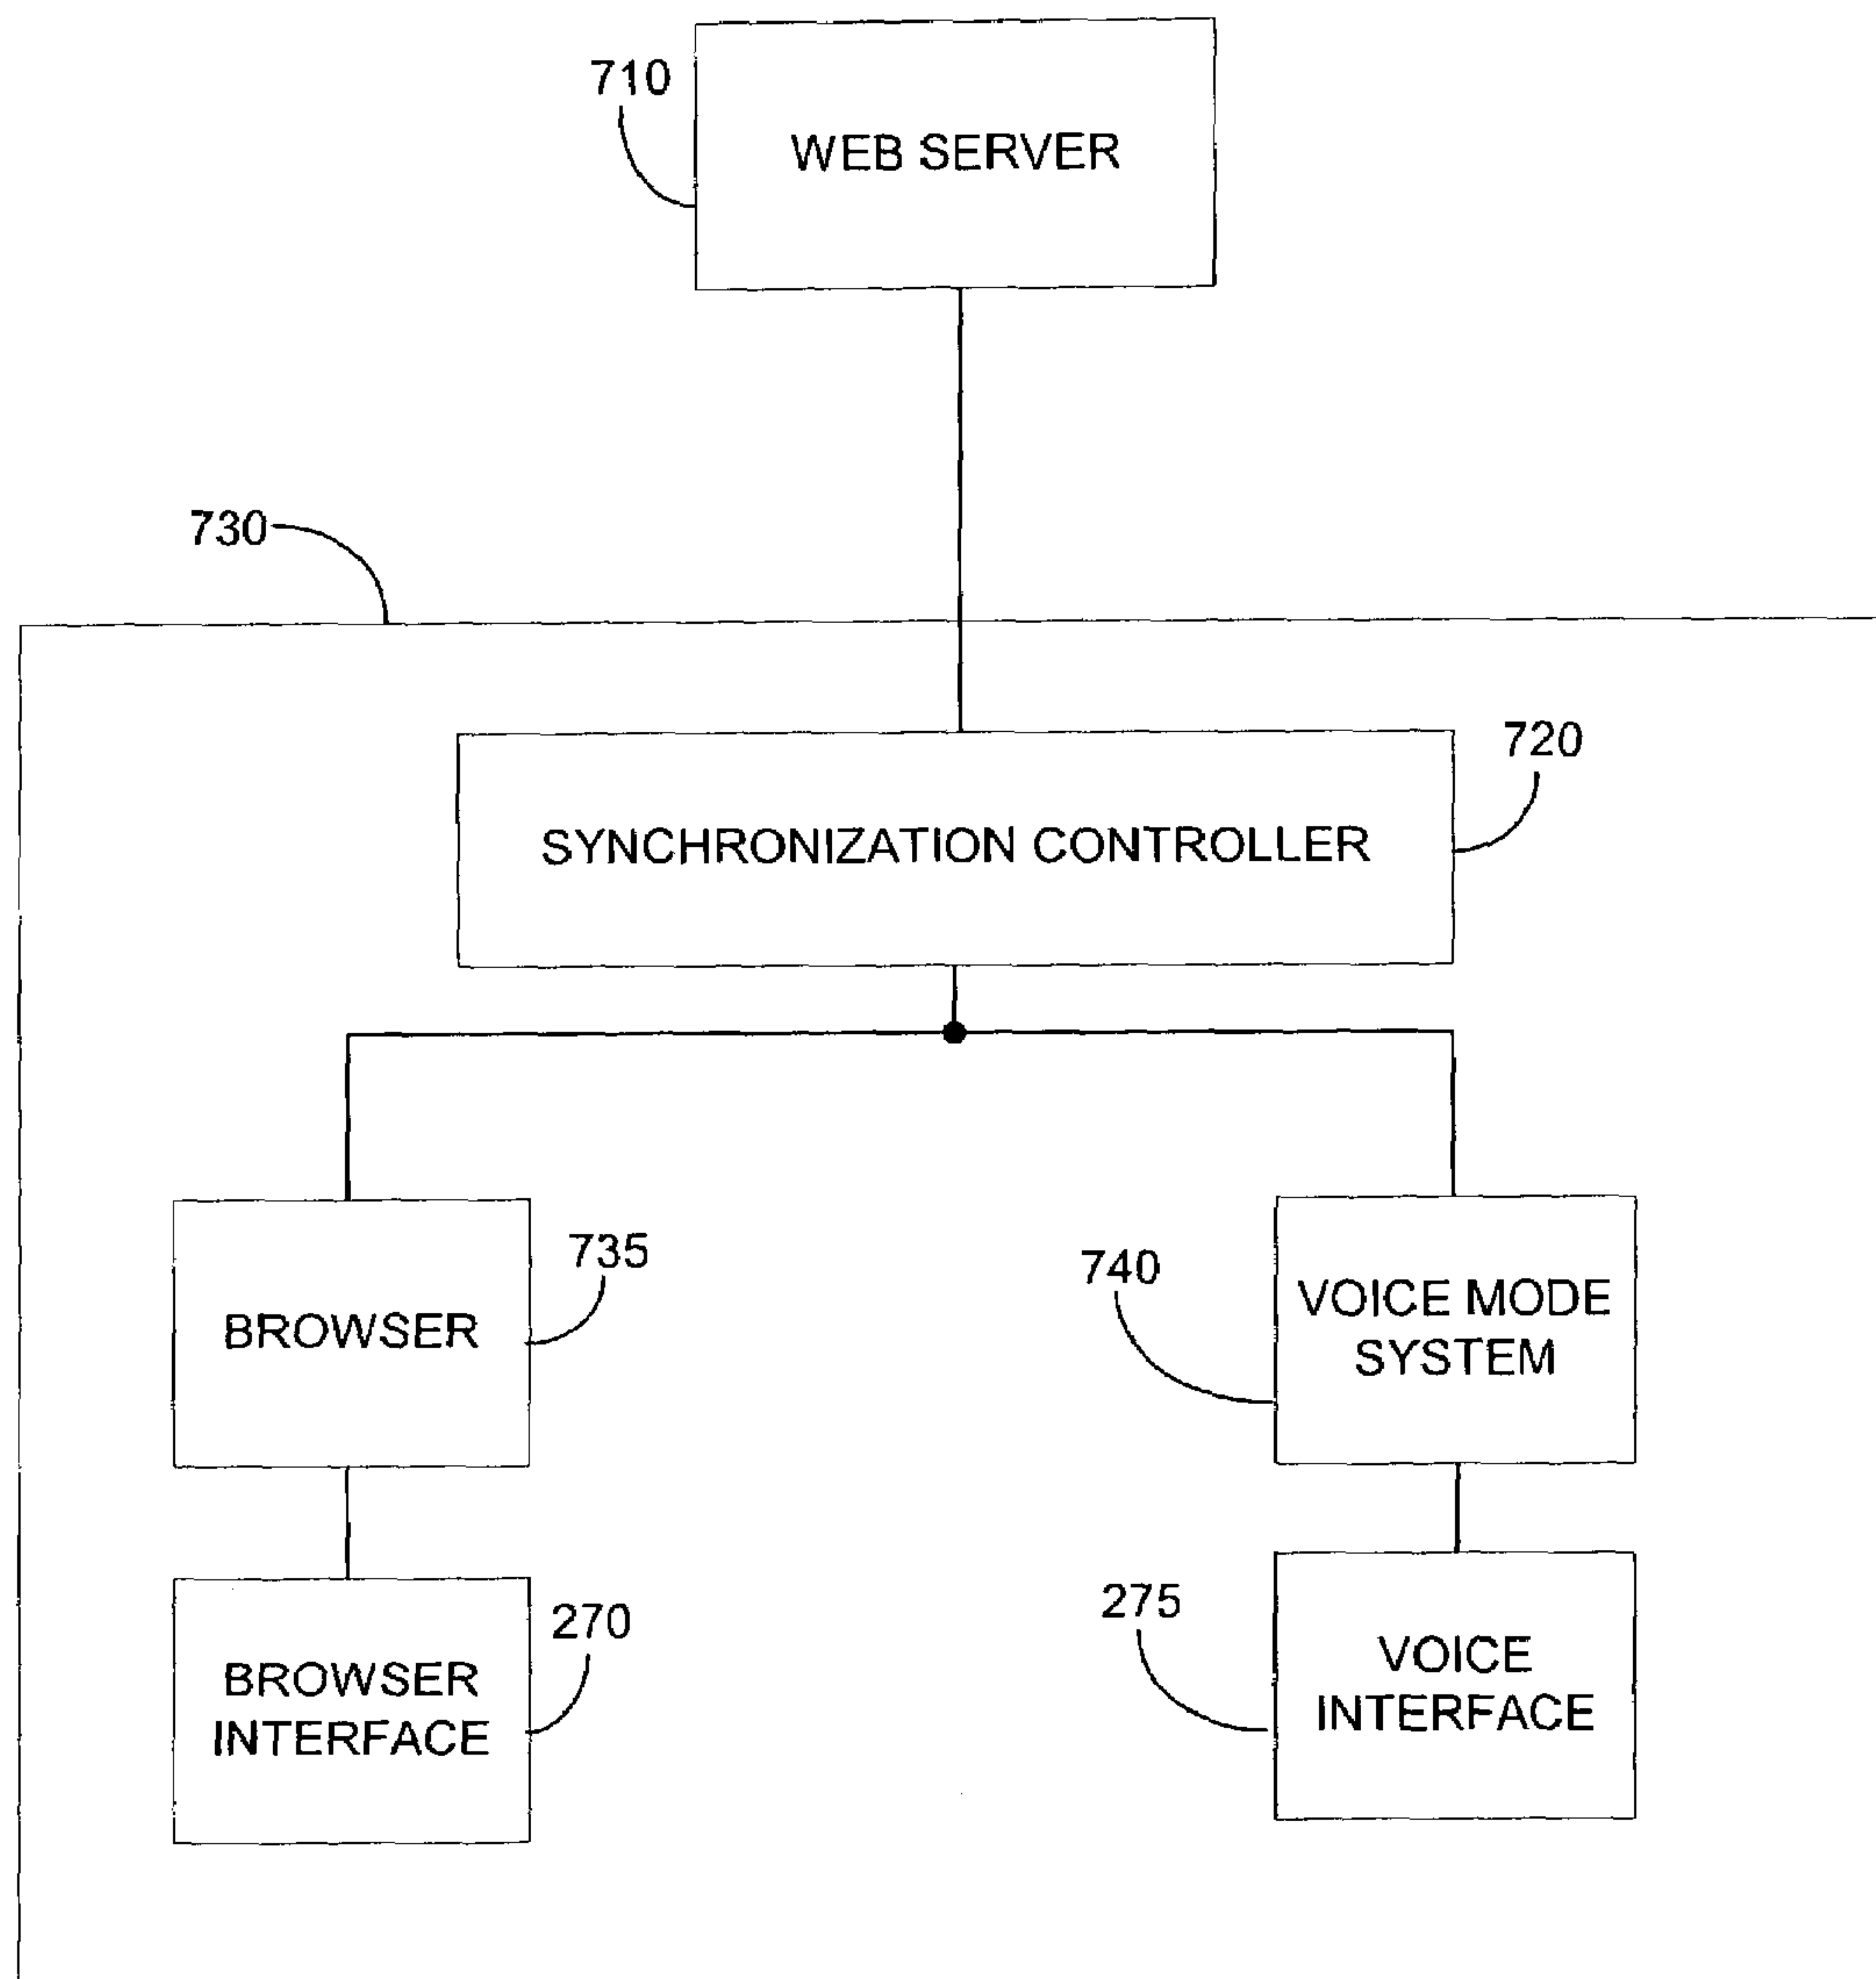 710
WEB SERVER
730
720
SYNCHRONIZATION CONTROLLER
735
740
BROWSER
VOICE MODE
SYSTEM
270
275
BROWSER
INTERFACE
VOICE
INTERFACE